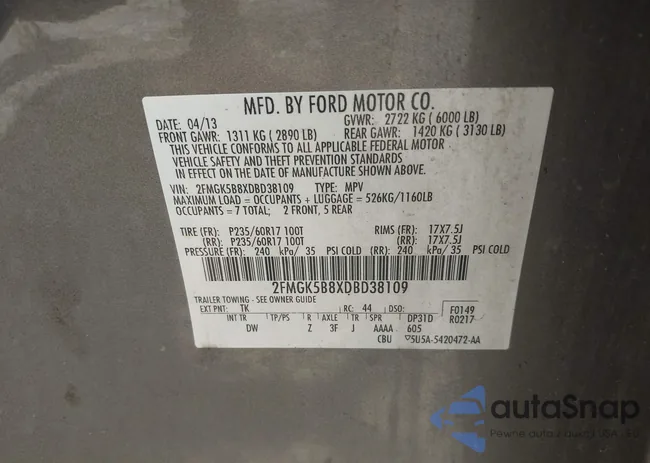 MFD. BY FORD MOTOR CO.
DATE: 04/13 GVWR: 2722 KG ( 6000 LB)
FRONT GAWR: 1311 KG ( 2890 LB) REAR GAWR: 1420 KG ( 3130 LB)
THIS VEHICLE CONFORMS TO ALL APPLICABLE FEDERAL MOTOR
VEHICLE SAFETY AND THEFT PREVENTION STANDARDS
IN EFFECT ON THE DATE OF MANUFACTURE SHOWN ABOVE.
VIN: 2FMGK5B8XDBD38109 TYPE: MPV
MAXIMUM LOAD = OCCUPANTS + LUGGAGE = 526KG/1160LB
OCCUPANTS = 7 TOTAL; 2 FRONT, 5 REAR
TIRE (FR): P235/60R17 100T RIMS (FR): 17X7.5J
(RR): P235/60R17 100T (RR): 17X7.5J
PRESSURE (FR): 240 kPa/ 35 PSI COLD (RR): 240 kPa/ 35 PSI COLD
2FMGK5B8XDBD38109
TRAILER TOWING - SEE OWNER GUIDE
EXT PNT: TK RC: 44 DSO: F0149
INT TR TP/PS R AXLE TR SPR DP31D R0217
DW Z 3F J AAAA 605
CBU 5U5A-5420472-AA
autoSnap
Pewne auta z aukcji USA